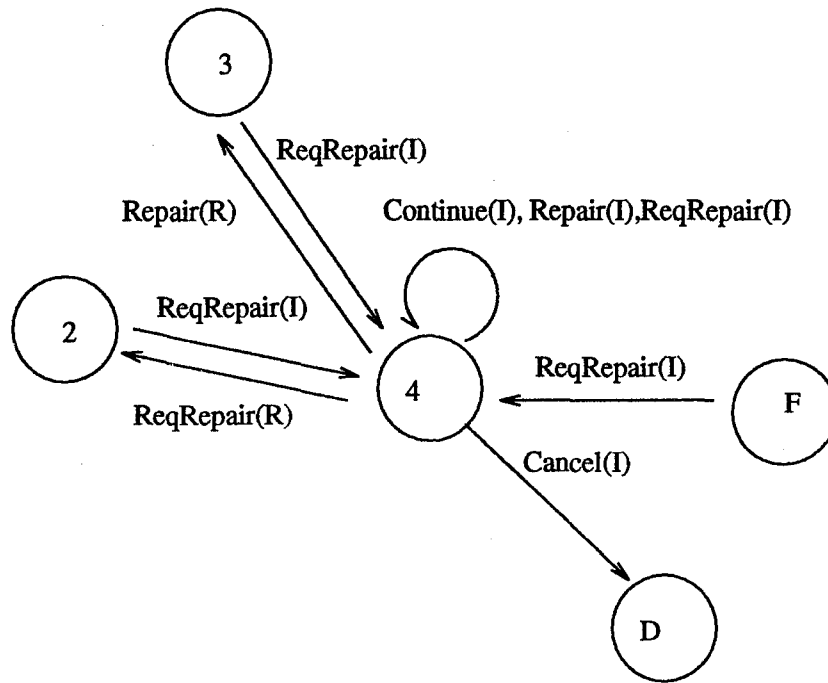 3
ReqRepair(I)
Repair(R)
Continue(I), Repair(I),ReqRepair(I)
2
ReqRepair(I)
4
ReqRepair(I)
F
ReqRepair(R)
Cancel(I)
D